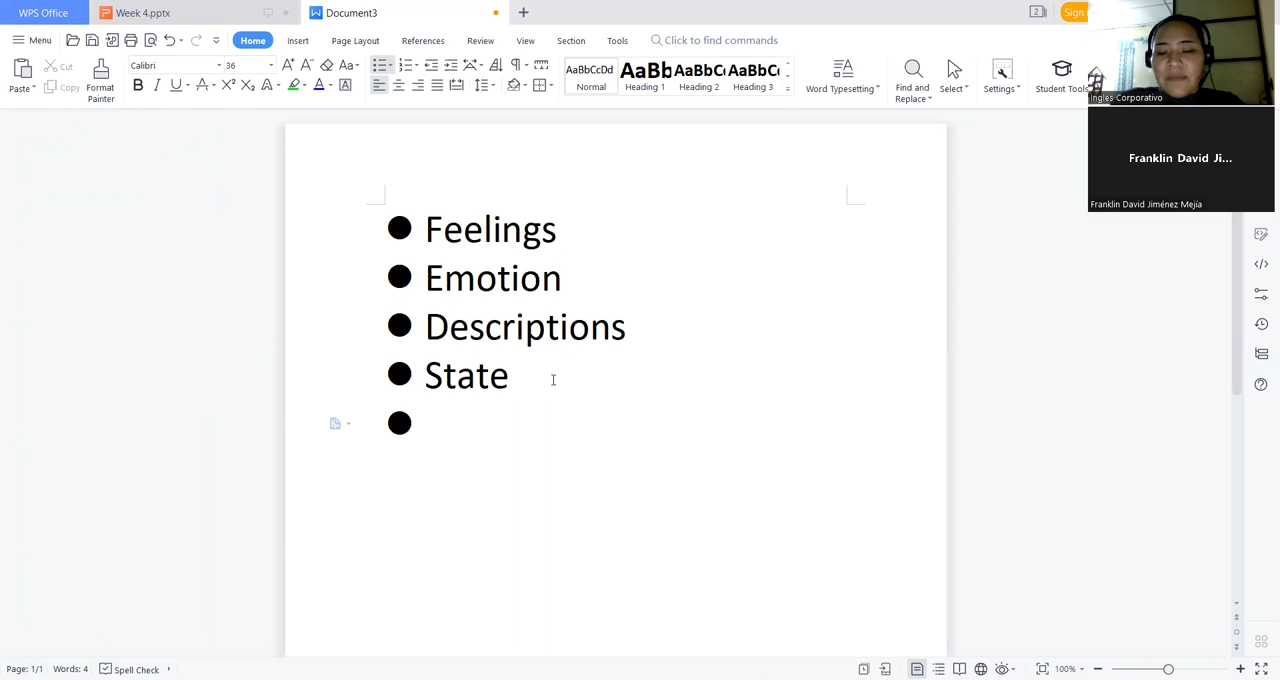 WPS Office
Week 4.pptx
Document3
2
Sign
Menu
Home
Insert
Page Layout
References
Review
View
Section
Tools
Click to find commands
Paste
Cut
Copy
Format
Painter
Calibri
36
AaBbCcDd
Normal
AaBb
Heading 1
AaBbC
Heading 2
AaBbC
Heading 3
Word Typesetting
Find and
Replace
Select
Settings
Student Tools
Ingles Corporativo
Franklin David Ji...
Franklin David Jiménez Mejía
Feelings
Emotion
Descriptions
State
Page: 1/1
Words: 4
Spell Check
100%